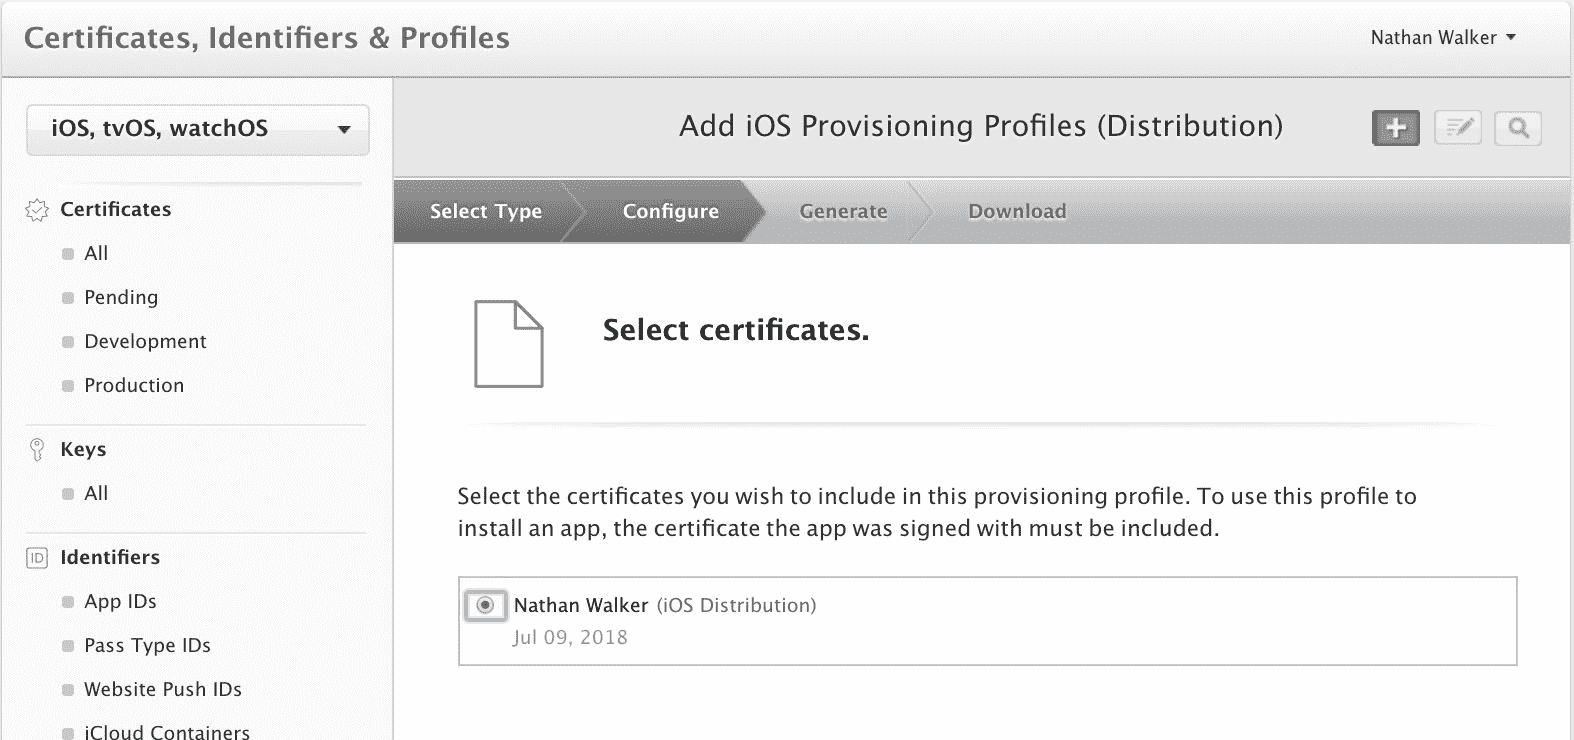 Certificates, Identifiers & Profiles
Nathan Walker
iOS, tvOS, watchOS
Certificates
All
Pending
Development
Production
Keys
All
ID
Identifiers
App IDs
Pass Type IDs
Website Push IDs
iCloud Containers
Add iOS Provisioning Profiles (Distribution)
Select Type
Configure
Generate
Download
Select certificates.
Select the certificates you wish to include in this provisioning profile. To use this profile to
install an app, the certificate the app was signed with must be included.
Nathan Walker (iOS Distribution)
Jul 09, 2018